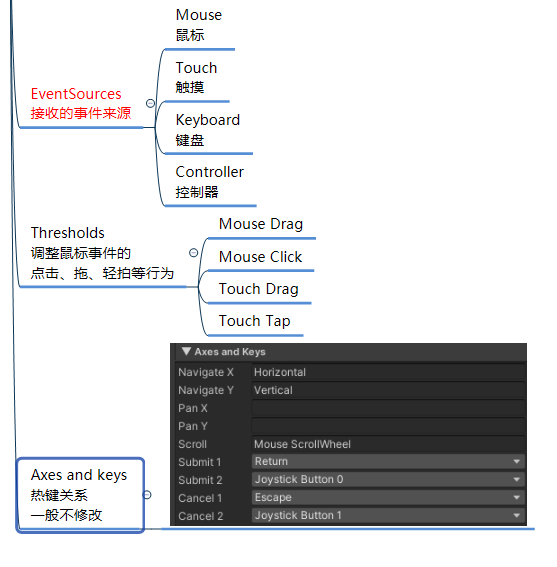 Mouse
鼠标
EventSources
接收的事件来源
Touch
触摸
Keyboard
键盘
Controller
控制器
Thresholds
调整鼠标事件的
点击、拖、轻拍等行为
Mouse Drag
Mouse Click
Touch Drag
Touch Tap
Axes and keys
热键关系
一般不修改
▼ Axes and Keys
Navigate X Horizontal
Navigate Y Vertical
Pan X
Pan Y
Scroll Mouse ScrollWheel
Submit 1 Return
Submit 2 Joystick Button 0
Cancel 1 Escape
Cancel 2 Joystick Button 1